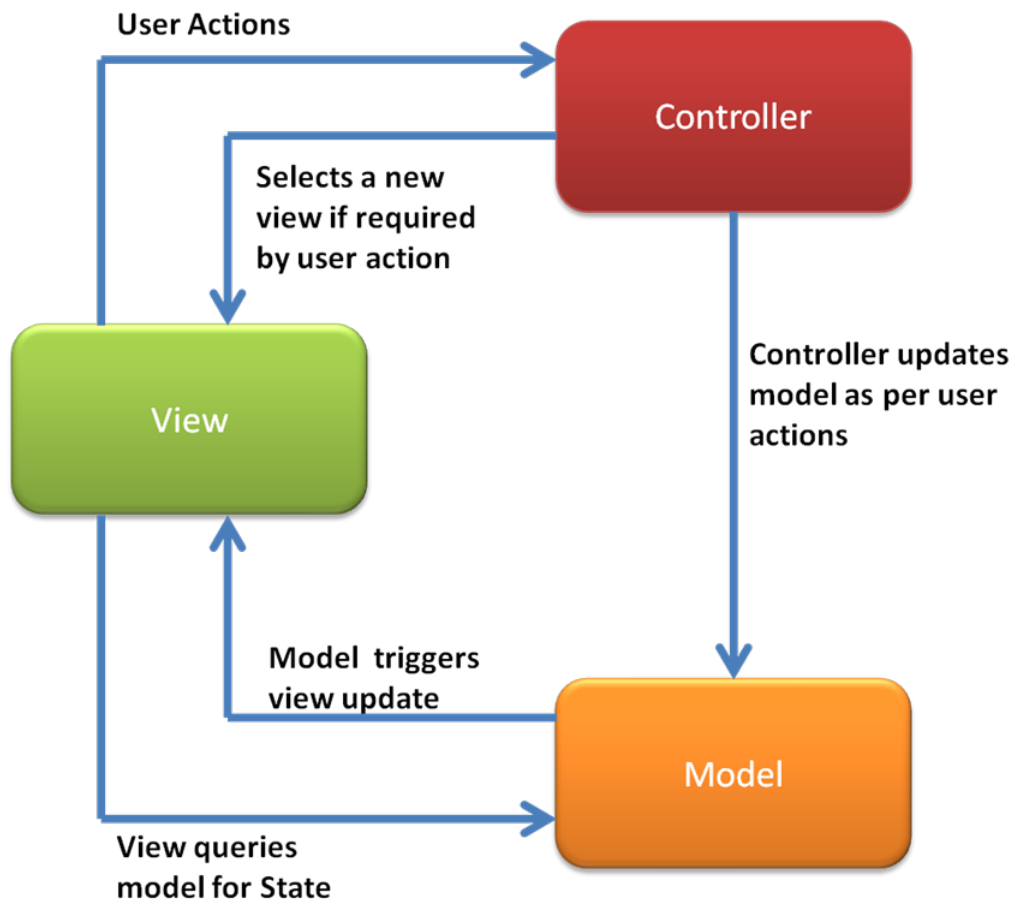 User Actions
Controller
Selects a new
view if required
by user action
View
Controller updates
model as per user
actions
Model triggers
view update
Model
View queries
model for State